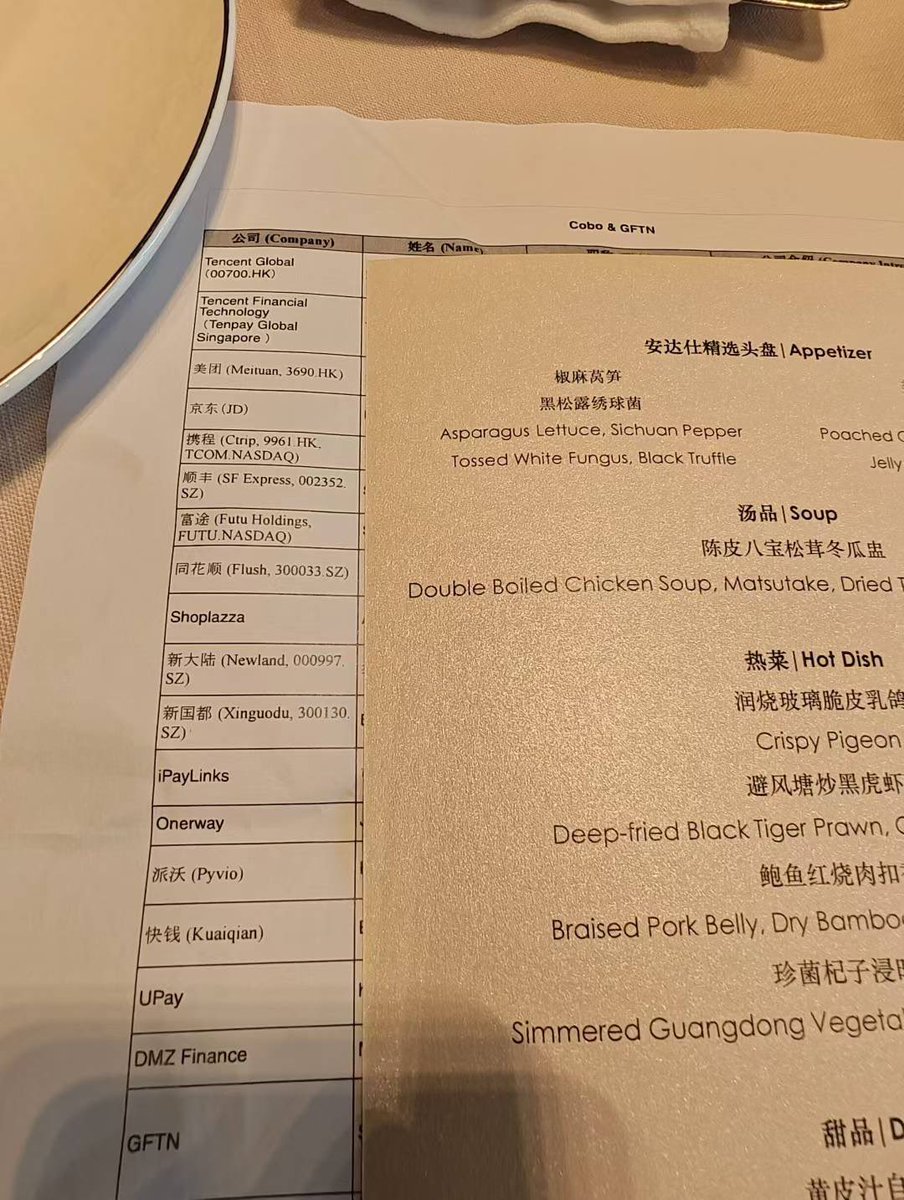 Cobo & GFTN
公司 (Company)
姓名 (Name)
Tencent Global
(00700.HK)
Tencent Financial
Technology
(Tenpay Global
Singapore )
美团 (Meituan, 3690.HK)
京东 (JD)
携程 (Ctrip, 9961.HK,
TCOM.NASDAQ)
顺丰 (SF Express, 002352.
SZ)
富途 (Futu Holdings,
FUTU.NASDAQ)
同花顺 (Flush, 300033.SZ)
Shoplazza
新大陆 (Newland, 000997.
SZ)
新国都 (Xinguodu, 300130.
SZ)
iPayLinks
Onerway
派沃 (Pyvio)
快钱 (Kuaiqian)
UPay
DMZ Finance
GFTN
安达仕精选头盘|Appetizer
椒麻莴笋
黑松露绣球菌
Asparagus Lettuce, Sichuan Pepper
Poached
Tossed White Fungus, Black Truffle
Jelly
汤品|Soup
陈皮八宝松茸冬瓜盅
Double Boiled Chicken Soup, Matsutake, Dried
热菜|Hot Dish
润烧玻璃脆皮乳鸽
Crispy Pigeon
避风塘炒黑虎虾
Deep-fried Black Tiger Prawn,
鲍鱼红烧肉扣
Braised Pork Belly, Dry Bamboo
珍菌杞子浸
Simmered Guangdong
甜品|D
黄皮汁自